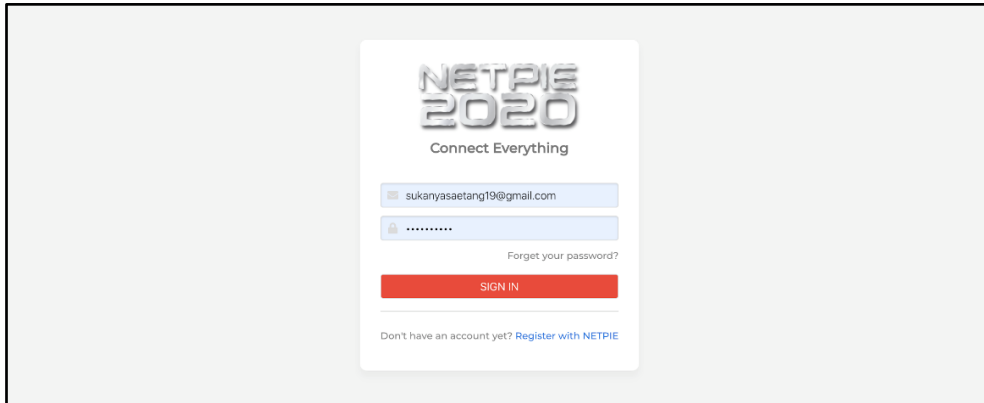 NETPIE
2020
Connect Everything
sukanyasaetang19@gmail.com
••••••••••
Forget your password?
SIGN IN
Don't have an account yet? Register with NETPIE